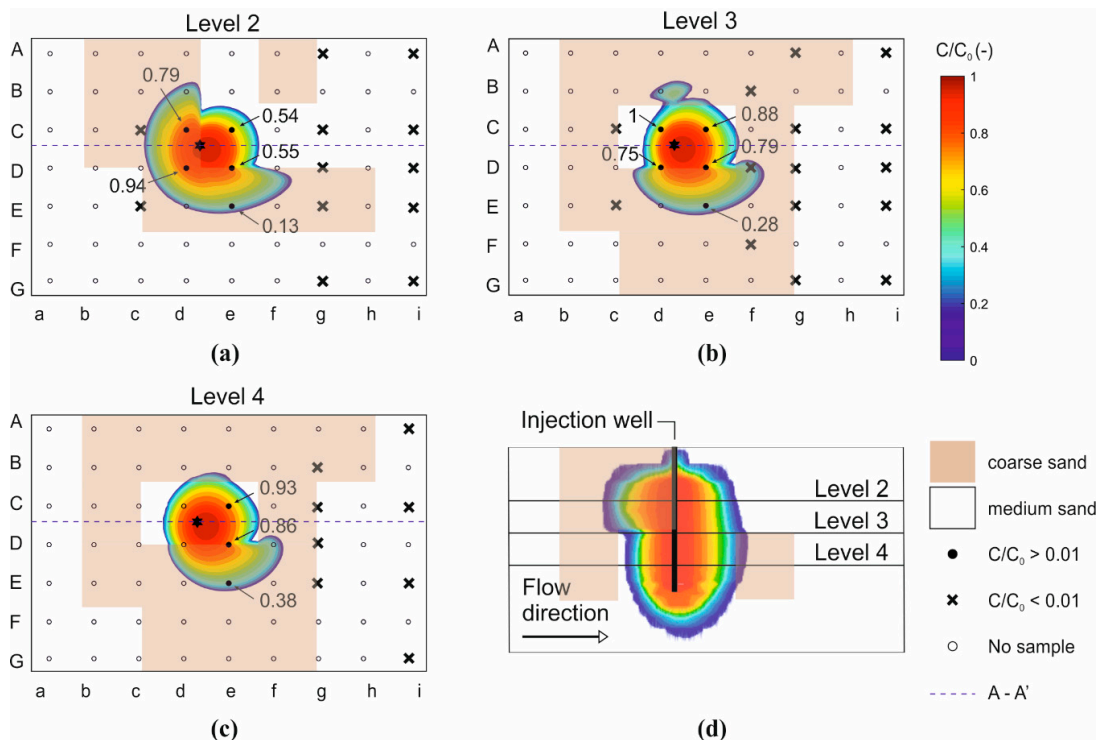 Level 2
A
B
C
D
E
F
G
0.79
0.54
0.55
0.94
0.13
a b c d e f g h i
(a)
Level 3
A
B
C
D
E
F
G
1
0.88
0.75
0.79
0.28
a b c d e f g h i
(b)
C/C₀ (-)
1
0.8
0.6
0.4
0.2
0
Level 4
A
B
C
D
E
F
G
0.93
0.86
0.38
a b c d e f g h i
(c)
Injection well
Level 2
Level 3
Level 4
Flow
direction
(d)
coarse sand
medium sand
C/C₀ > 0.01
C/C₀ < 0.01
No sample
A - A'